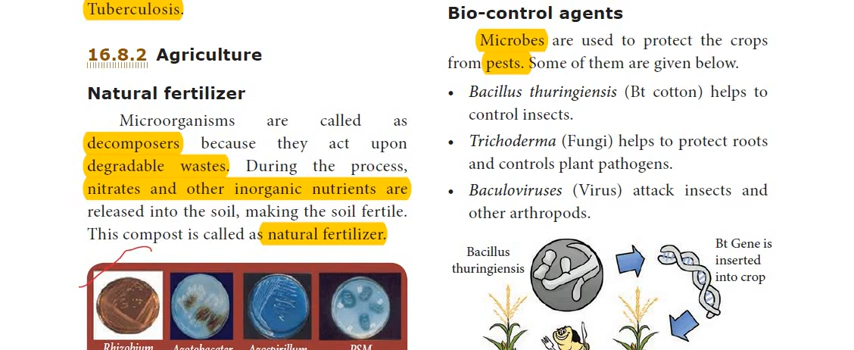 Tuberculosis.
16.8.2 Agriculture
Natural fertilizer
Microorganisms are called as
decomposers because they act upon
degradable wastes. During the process,
nitrates and other inorganic nutrients are
released into the soil, making the soil fertile.
This compost is called as natural fertilizer.
Rhizobium Azotobacter Azospirillum PSM
Bio-control agents
Microbes are used to protect the crops
from pests. Some of them are given below.
• Bacillus thuringiensis (Bt cotton) helps to
control insects.
• Trichoderma (Fungi) helps to protect roots
and controls plant pathogens.
• Baculoviruses (Virus) attack insects and
other arthropods.
Bacillus
thuringiensis
Bt Gene is
inserted
into crop